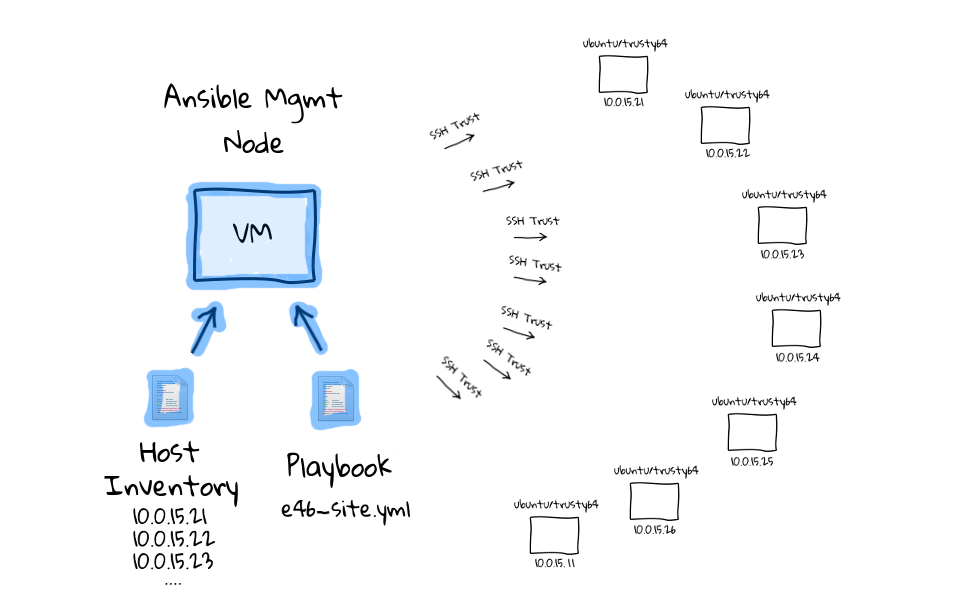 Ansible Mgmt
Node
VM
Host
Inventory
10.0.15.21
10.0.15.22
10.0.15.23
....
Playbook
e46-site.yml
SSH Trust
SSH Trust
SSH Trust
SSH Trust
SSH Trust
SSH Trust
SSH Trust
ubuntu/trusty64
10.0.15.21
ubuntu/trusty64
10.0.15.22
ubuntu/trusty64
10.0.15.23
ubuntu/trusty64
10.0.15.24
ubuntu/trusty64
10.0.15.25
ubuntu/trusty64
10.0.15.26
ubuntu/trusty64
10.0.15.11